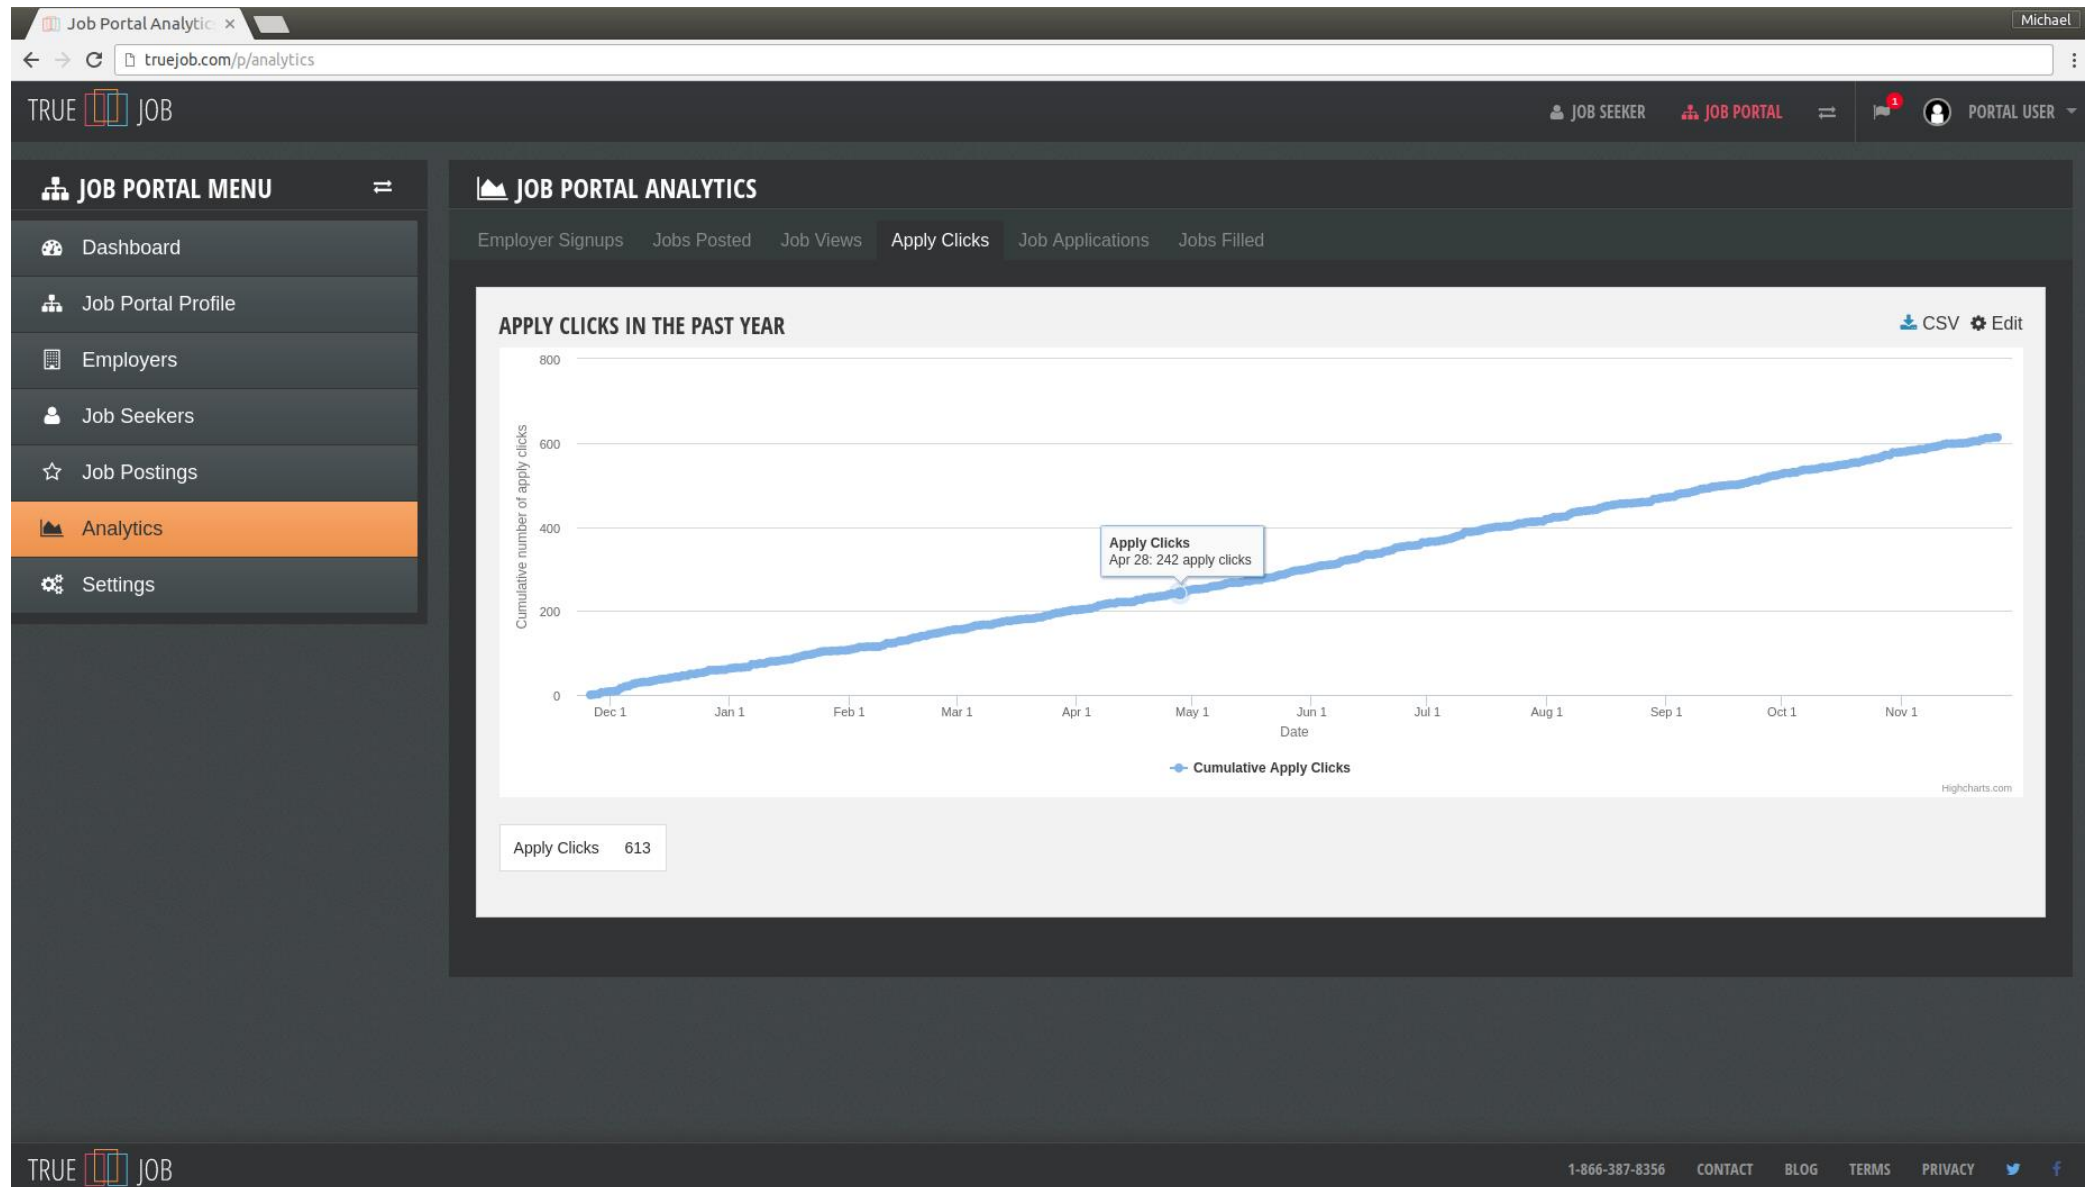 Job Portal Analytic
Michael
truejob.com/p/analytics
TRUE JOB
JOB SEEKER
JOB PORTAL
1
PORTAL USER
JOB PORTAL MENU
Dashboard
Job Portal Profile
Employers
Job Seekers
Job Postings
Analytics
Settings
JOB PORTAL ANALYTICS
Employer Signups Jobs Posted Job Views Apply Clicks Job Applications Jobs Filled
APPLY CLICKS IN THE PAST YEAR
CSV Edit
Cumulative number of apply clicks
800
600
400
200
0
Apply Clicks
Apr 28: 242 apply clicks
Dec 1 Jan 1 Feb 1 Mar 1 Apr 1 May 1 Jun 1 Jul 1 Aug 1 Sep 1 Oct 1 Nov 1
Date
Cumulative Apply Clicks
Highcharts.com
Apply Clicks 613
TRUE JOB
1-866-387-8356 CONTACT BLOG TERMS PRIVACY